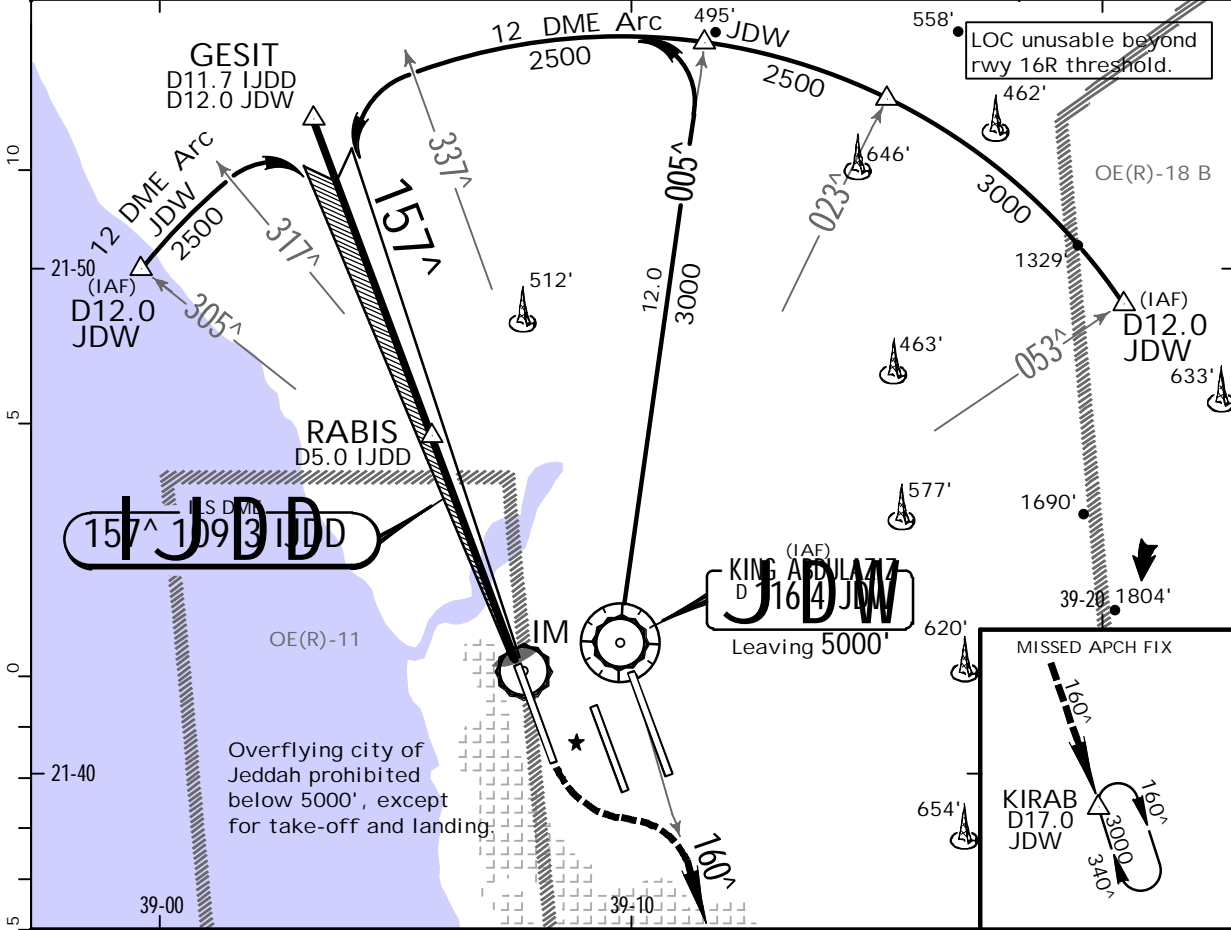 12 DME Arc JDW
495'
558'
LOC unusable beyond
rwy 16R threshold.
GESIT
D11.7 IJDD
D12.0 JDW
2500
2500
462'
646'
OE(R)-18 B
10
12 DME Arc
JDW
2500
337^
005^
023^
3000
157^
317^
1329'
21-50
(IAF)
D12.0
JDW
305^
512'
12.0
3000
(IAF)
D12.0
JDW
053^
463'
633'
5
RABIS
D5.0 IJDD
577'
1690'
ILS DME
157^ 109.3 IJDD
IJDD
(IAF)
KING ABDULAZIZ
D 116.4 JDW
JDW
Leaving 5000'
39-20
1804'
OE(R)-11
IM
620'
0
MISSED APCH FIX
160^
Overflying city of
Jeddah prohibited
below 5000', except
for take-off and landing.
21-40
KIRAB
D17.0
JDW
3000
160^
340^
654'
160^
39-00
39-10
5